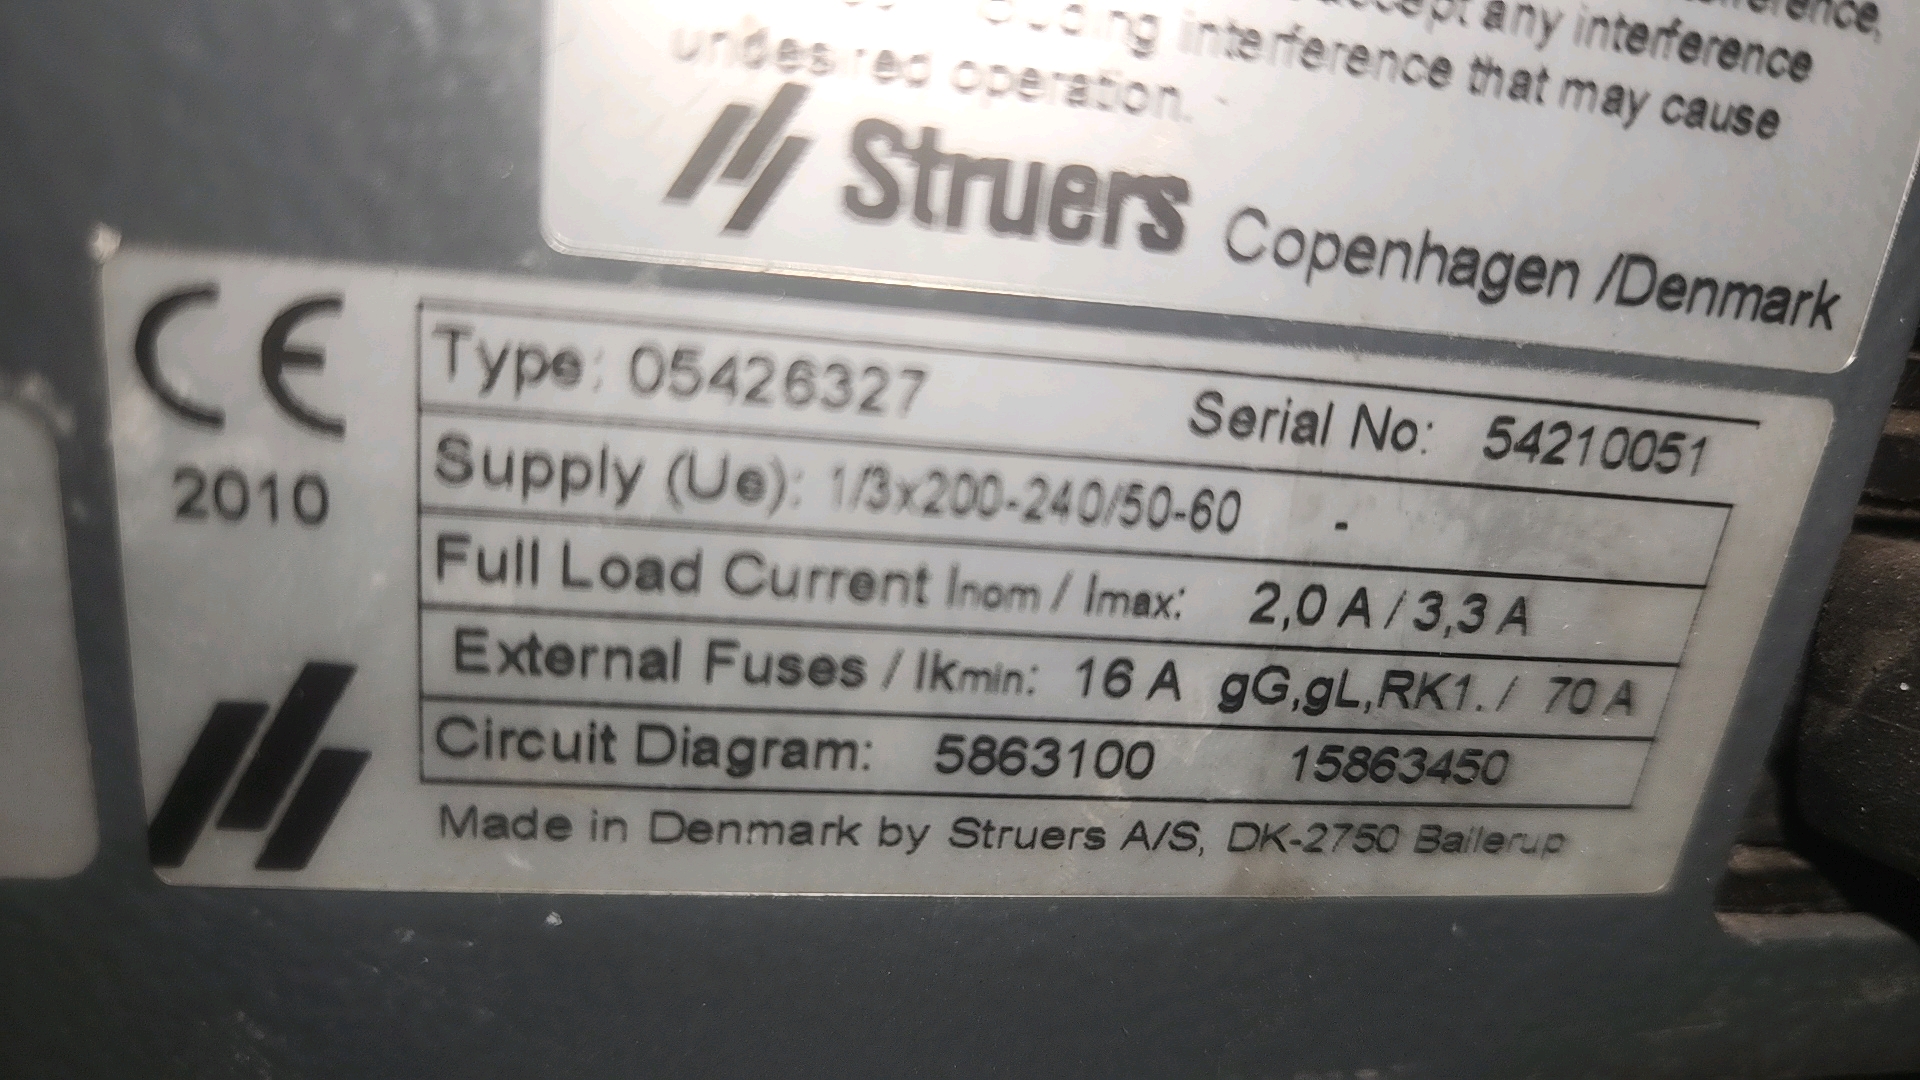 any interference
interference that may cause
undesired operation.
Struers Copenhagen /Denmark
CE
2010
Type: 05426327 Serial No: 54210051
Supply (Ue): 1/3x200-240/50-60 -
Full Load Current Inom / Imax: 2,0 A / 3,3 A
External Fuses / Ikmin: 16 A gG,gL,RK1. / 70 A
Circuit Diagram: 5863100 15863450
Made in Denmark by Struers A/S, DK-2750 Ballerup